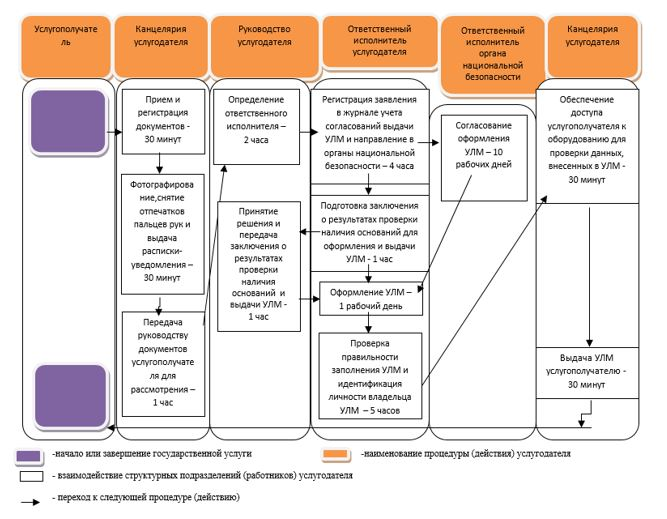 Услугополучате
ль
Канцелярия
услугодателя
Руководство
услугодателя
Ответственный
исполнитель
услугодателя
Ответственный
исполнитель
органа
национальной
безопасности
Канцелярия
услугодателя
Прием и
регистрация
документов -
30 минут
Фотографирова
ние,снятие
отпечатков
пальцев рук и
выдача
расписки-
уведомления –
30 минут
Передача
руководству
документов
услугополучате
ля для
рассмотрения –
1 час
Определение
ответственного
исполнителя –
2 часа
Принятие
решения и
передача
заключения о
результатах
проверки
наличия
оснований и
выдачи УЛМ -
1 час
Регистрация заявления
в журнале учета
согласований выдачи
УЛМ и направление в
органы национальной
безопасности – 4 часа
Подготовка заключения
о результатах проверки
наличия оснований для
оформления и выдачи
УЛМ - 1 час
Оформление УЛМ –
1 рабочий день
Проверка
правильности
заполнения УЛМ и
идентификация
личности владельца
УЛМ – 5 часов
Согласование
оформления
УЛМ – 10
рабочих дней
Обеспечение
доступа
услугополучателя к
оборудованию для
проверки данных,
внесенных в УЛМ -
30 минут
Выдача УЛМ
услугополучателю -
30 минут
-начало или завершение государственной услуги
-наименование процедуры (действия) услугодателя
- взаимодействие структурных подразделений (работников) услугодателя
- переход к следующей процедуре (действию)